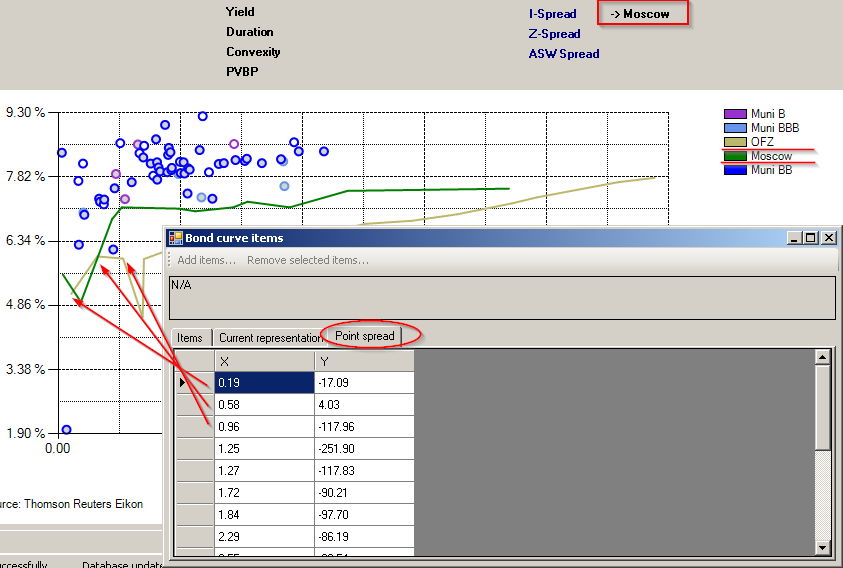 Yield
Duration
Convexity
PVBP
I-Spread
-> Moscow
Z-Spread
ASW Spread
9.30 %
7.82 %
6.34 %
4.86 %
3.38 %
1.90 %
0.00
Muni B
Muni BBB
OFZ
Moscow
Muni BB
Bond curve items
Add items...
Remove selected items...
N/A
Items
Current representation
Point spread
X Y
0.19 -17.09
0.58 4.03
0.96 -117.96
1.25 -251.90
1.27 -117.83
1.72 -90.21
1.84 -97.70
2.29 -86.19
urce: Thomson Reuters Eikon
ccessfully
Database update